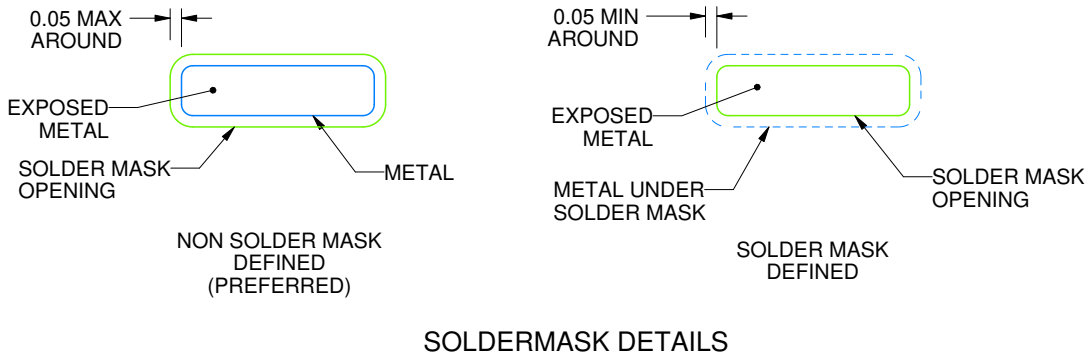 0.05 MAX
AROUND
EXPOSED
METAL
SOLDER MASK
OPENING
METAL
NON SOLDER MASK
DEFINED
(PREFERRED)
0.05 MIN
AROUND
EXPOSED
METAL
METAL UNDER
SOLDER MASK
SOLDER MASK
OPENING
SOLDER MASK
DEFINED
SOLDERMASK DETAILS